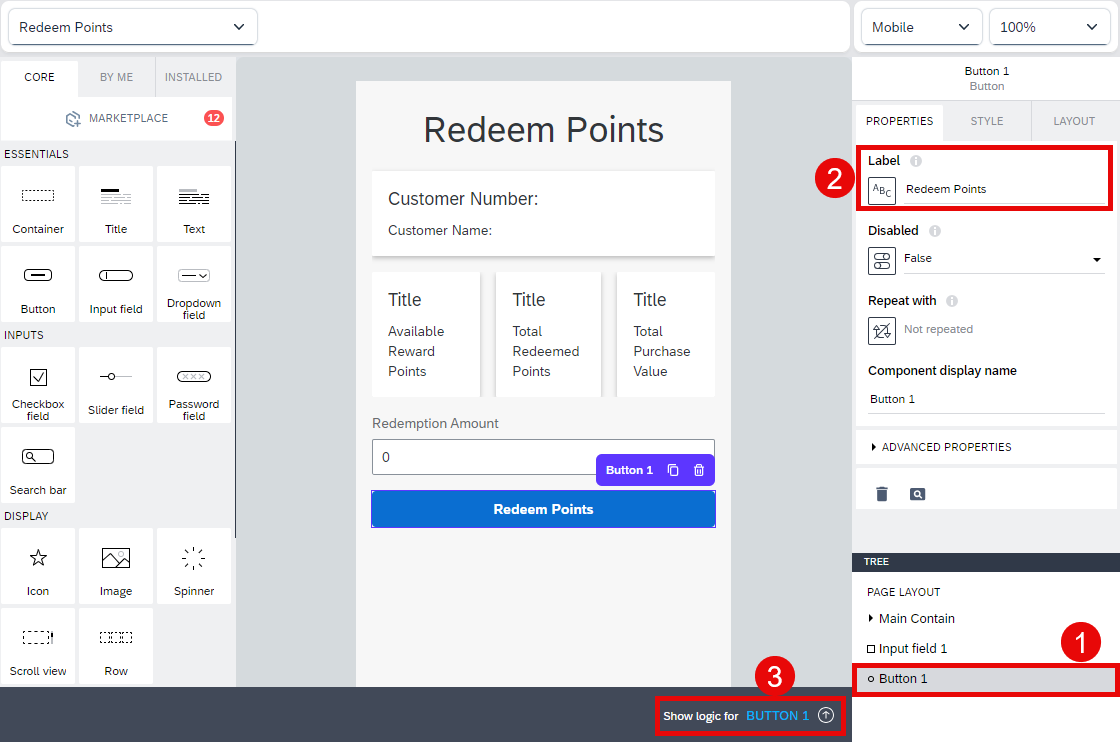 Redeem Points
Mobile
100%
CORE
BY ME
INSTALLED
MARKETPLACE
12
ESSENTIALS
Container
Title
Text
Button
Input field
Dropdown
field
INPUTS
Checkbox
field
Slider field
Password
field
Search bar
DISPLAY
Icon
Image
Spinner
Scroll view
Row
Redeem Points
Customer Number:
Customer Name:
Title
Available
Reward
Points
Title
Total
Redeemed
Points
Title
Total
Purchase
Value
Redemption Amount
0
Button 1
Redeem Points
3
Show logic for BUTTON 1
Button 1
Button
PROPERTIES
STYLE
LAYOUT
2
Label
ABC
Redeem Points
Disabled
False
Repeat with
Not repeated
Component display name
Button 1
ADVANCED PROPERTIES
TREE
PAGE LAYOUT
Main Contain
1
Input field 1
Button 1